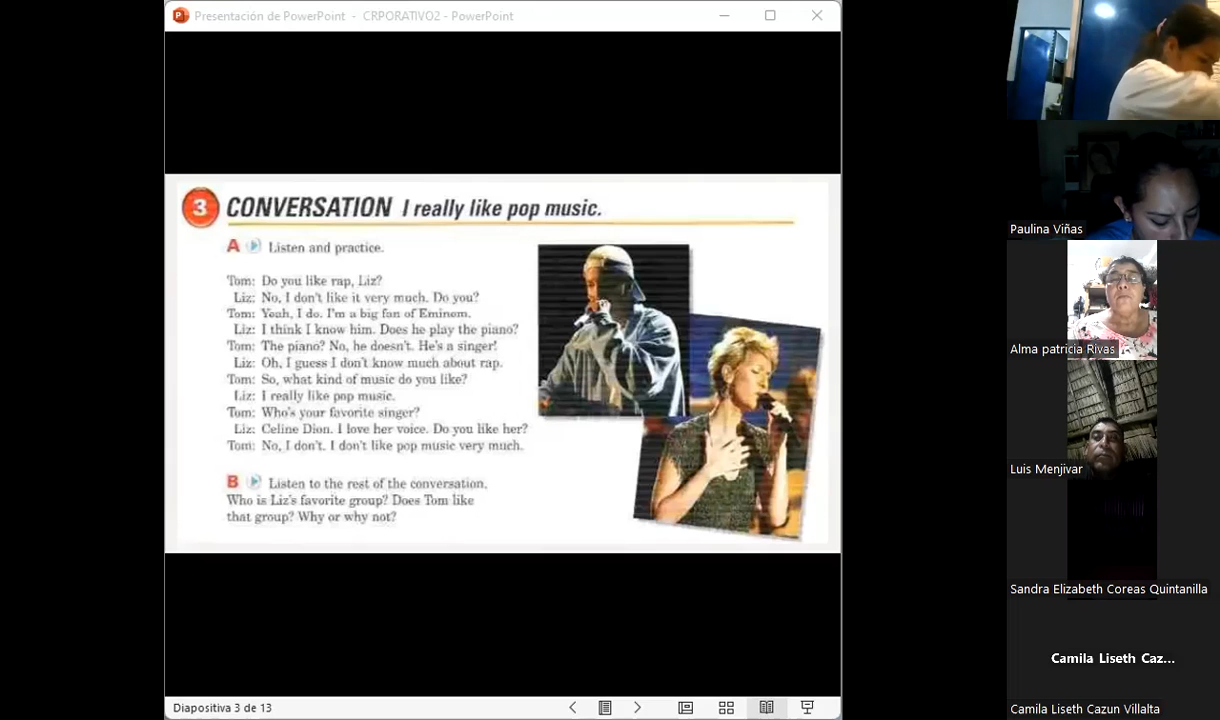 Presentación de PowerPoint - CRPORATIVO2 - PowerPoint
3 CONVERSATION I really like pop music.
A Listen and practice.
Tom: Do you like rap, Liz?
Liz: No, I don't like it very much. Do you?
Tom: Yeah, I do. I'm a big fan of Eminem.
Liz: I think I know him. Does he play the piano?
Tom: The piano? No, he doesn't. He's a singer!
Liz: Oh, I guess I don't know much about rap.
Tom: So, what kind of music do you like?
Liz: I really like pop music.
Tom: Who's your favorite singer?
Liz: Celine Dion. I love her voice. Do you like her?
Tom: No, I don't. I don't like pop music very much.
B Listen to the rest of the conversation.
Who is Liz's favorite group? Does Tom like
that group? Why or why not?
Diapositiva 3 de 13
Paulina Viñas
Alma patricia Rivas
Luis Menjivar
Sandra Elizabeth Coreas Quintanilla
Camila Liseth Caz...
Camila Liseth Cazun Villalta